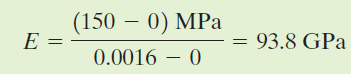 E = (150 − 0) MPa / 0.0016 − 0 = 93.8 GPa